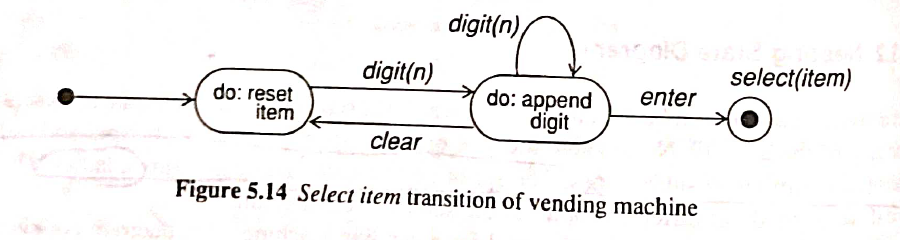 digit(n)
digit(n)
select(item)
do: reset
item
do: append
digit
enter
clear
Figure 5.14 Select item transition of vending machine